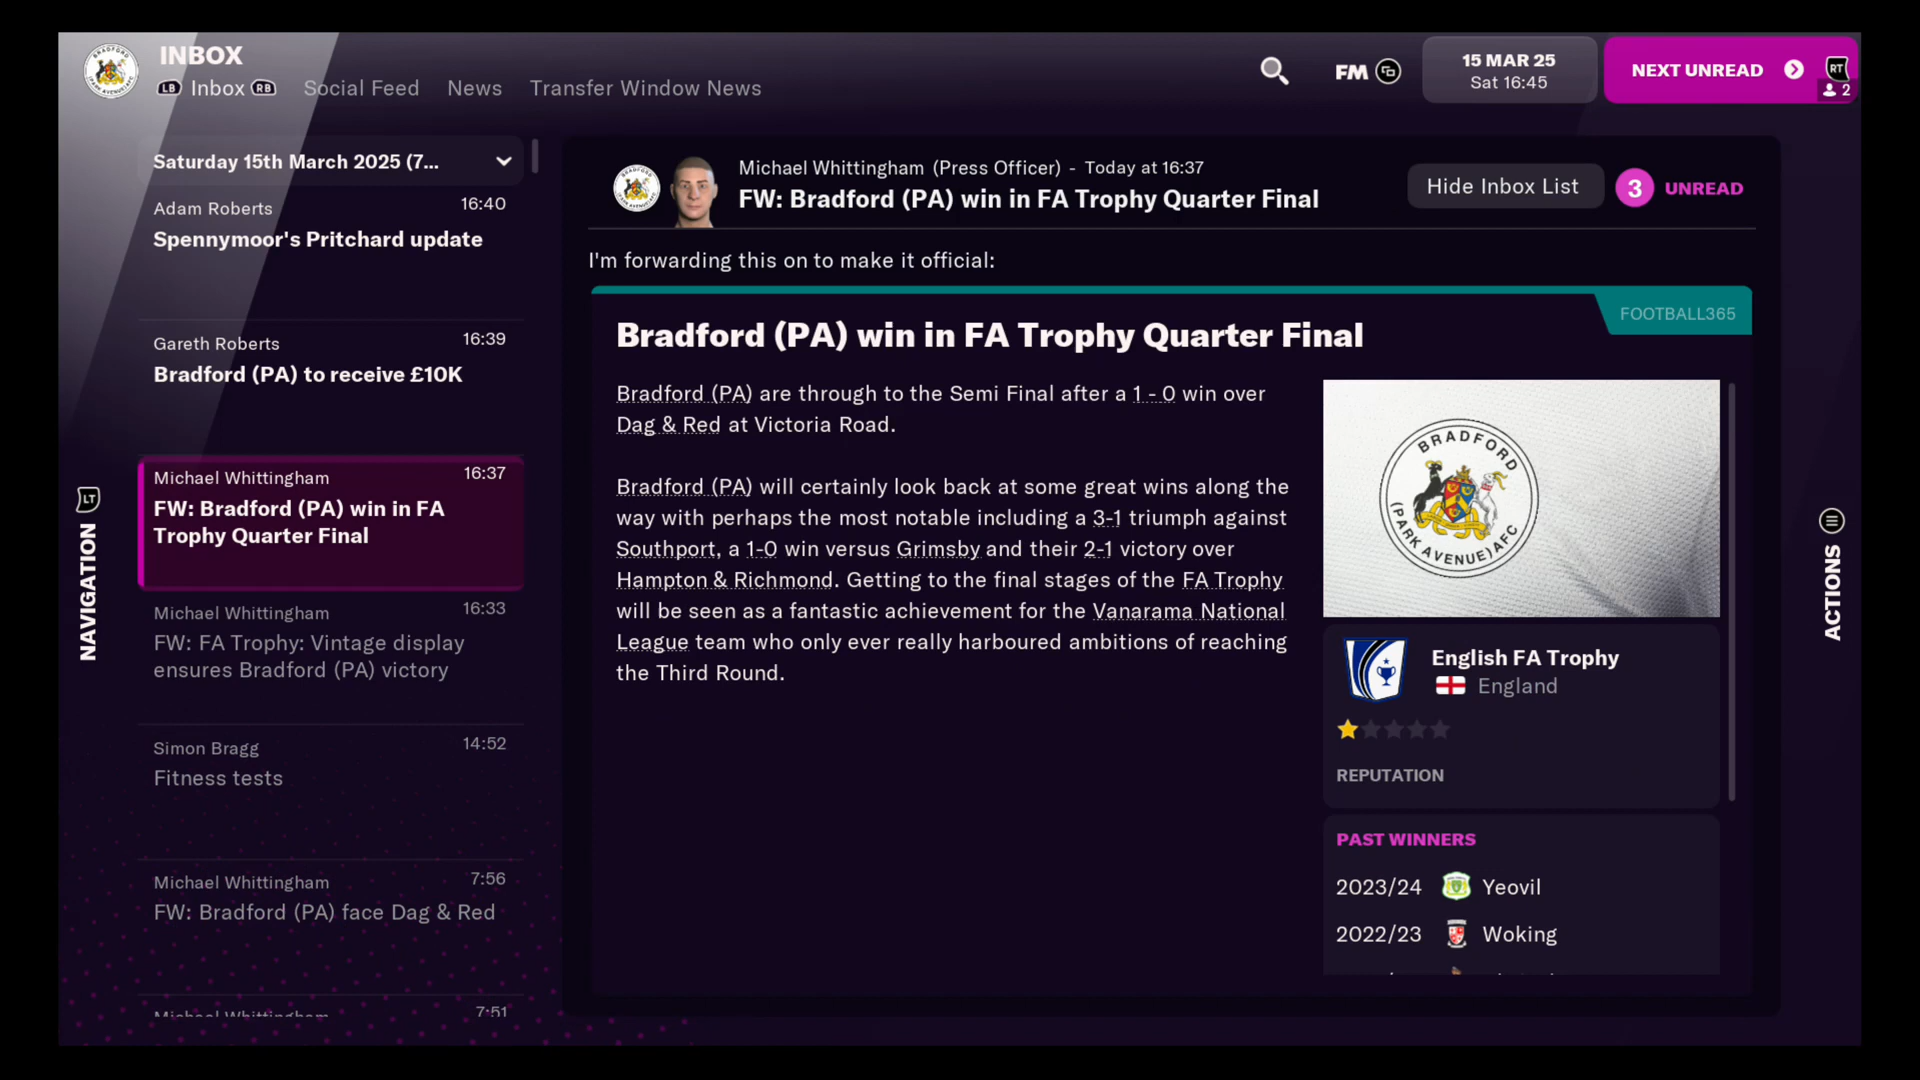 INBOX
LB Inbox RB Social Feed News Transfer Window News
FM
15 MAR 25
Sat 16:45
NEXT UNREAD
RT
2
Saturday 15th March 2025 (7...
Adam Roberts 16:40
Spennymoor's Pritchard update
Gareth Roberts 16:39
Bradford (PA) to receive £10K
Michael Whittingham 16:37
FW: Bradford (PA) win in FA
Trophy Quarter Final
Michael Whittingham 16:33
FW: FA Trophy: Vintage display
ensures Bradford (PA) victory
Simon Bragg 14:52
Fitness tests
Michael Whittingham 7:56
FW: Bradford (PA) face Dag & Red
Michael Whittingham 7:51
LT
NAVIGATION
Michael Whittingham (Press Officer) - Today at 16:37
FW: Bradford (PA) win in FA Trophy Quarter Final
Hide Inbox List
3 UNREAD
I'm forwarding this on to make it official:
FOOTBALL365
Bradford (PA) win in FA Trophy Quarter Final
Bradford (PA) are through to the Semi Final after a 1 - 0 win over
Dag & Red at Victoria Road.
Bradford (PA) will certainly look back at some great wins along the
way with perhaps the most notable including a 3-1 triumph against
Southport, a 1-0 win versus Grimsby and their 2-1 victory over
Hampton & Richmond. Getting to the final stages of the FA Trophy
will be seen as a fantastic achievement for the Vanarama National
League team who only ever really harboured ambitions of reaching
the Third Round.
BRADFORD
(PARK AVENUE) AFC
English FA Trophy
England
REPUTATION
PAST WINNERS
2023/24 Yeovil
2022/23 Woking
ACTIONS